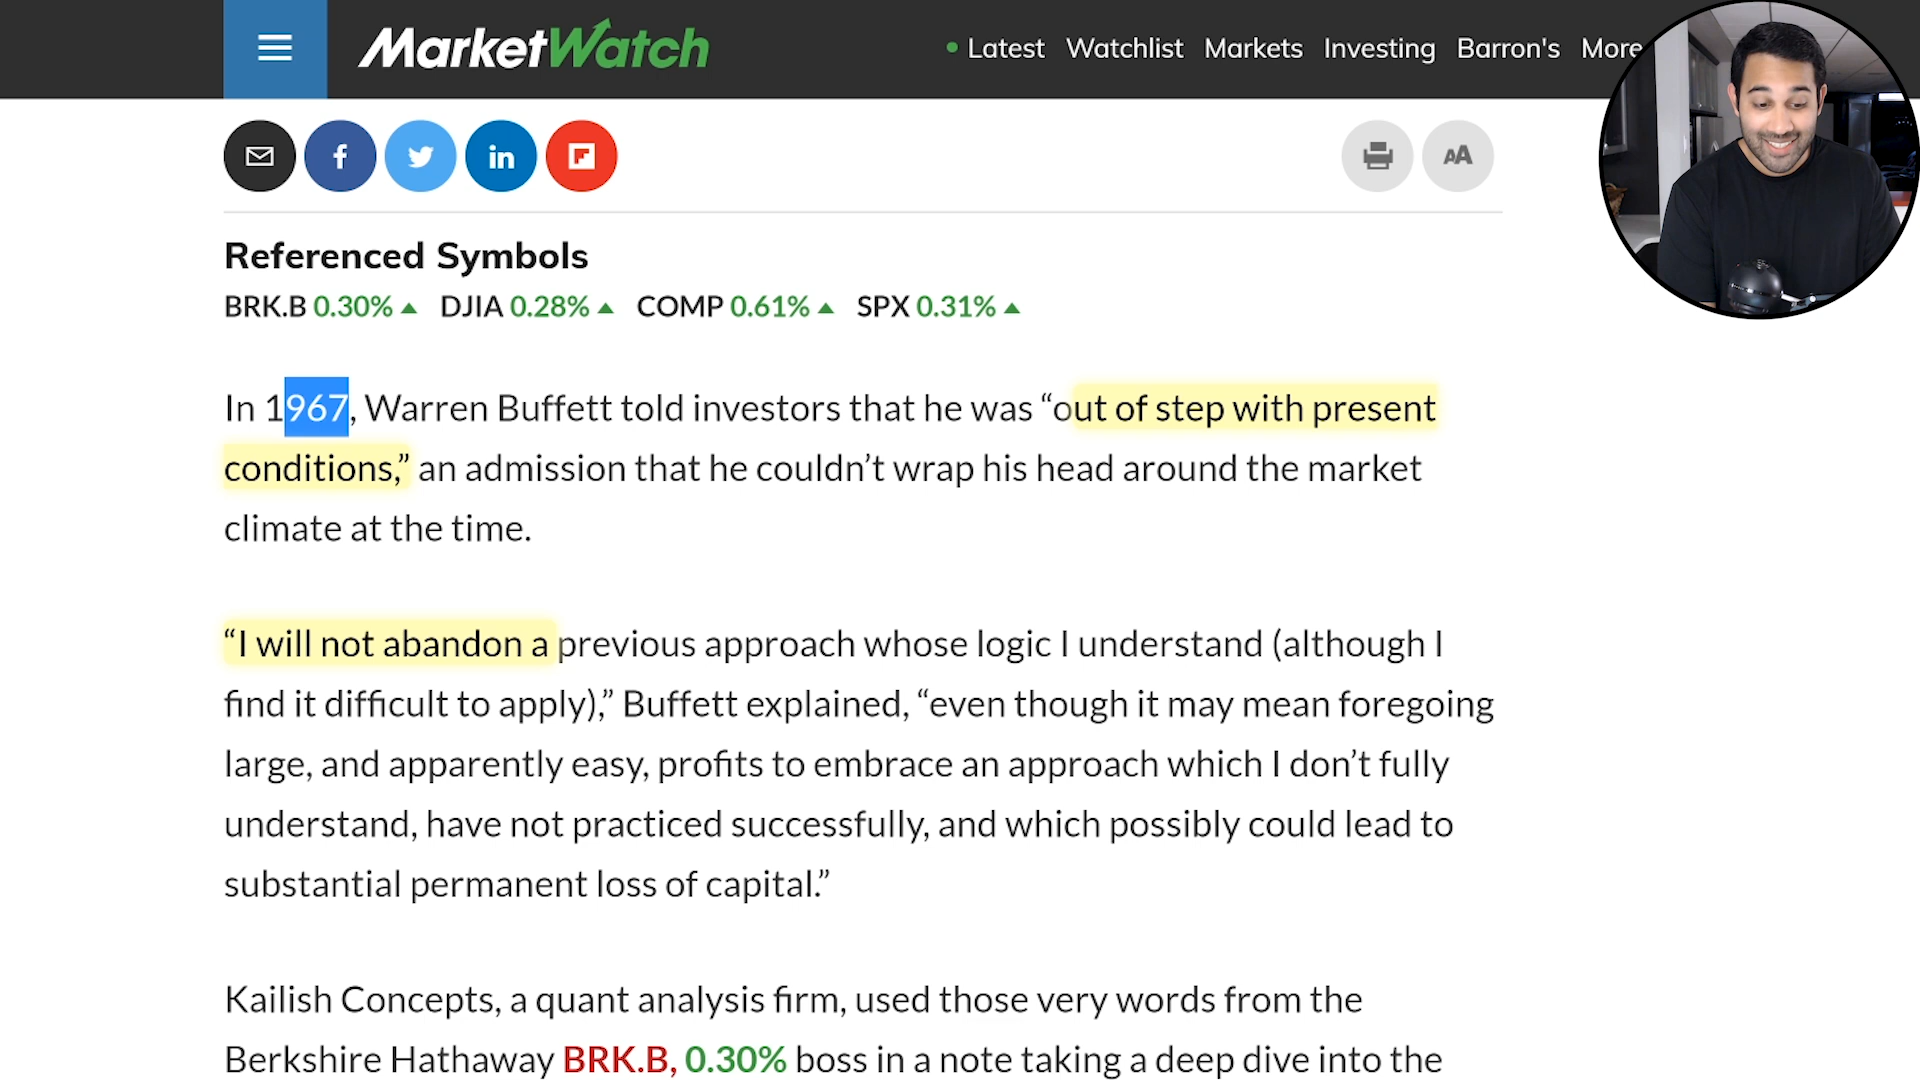 MarketWatch
Latest Watchlist Markets Investing Barron's More
f in AA
Referenced Symbols
BRK.B 0.30% ▲ DJIA 0.28% ▲ COMP 0.61% ▲ SPX 0.31% ▲
In 1967, Warren Buffett told investors that he was “out of step with present
conditions,” an admission that he couldn’t wrap his head around the market
climate at the time.
“I will not abandon a previous approach whose logic I understand (although I
find it difficult to apply),” Buffett explained, “even though it may mean foregoing
large, and apparently easy, profits to embrace an approach which I don’t fully
understand, have not practiced successfully, and which possibly could lead to
substantial permanent loss of capital.”
Kailish Concepts, a quant analysis firm, used those very words from the
Berkshire Hathaway BRK.B, 0.30% boss in a note taking a deep dive into the